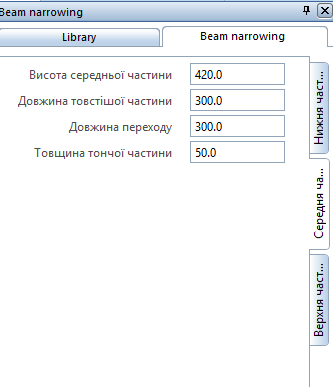 Beam narrowing
Library
Beam narrowing
Висота середньої частини 420.0
Довжина товстішої частини 300.0
Довжина переходу 300.0
Товщина тончої частини 50.0
Нижня част...
Середня ча...
Верхня част...